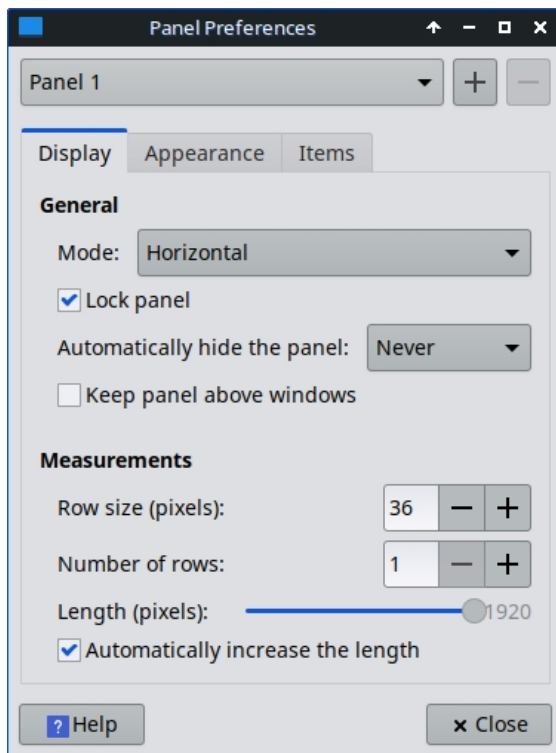 Panel Preferences
Panel 1
Display Appearance Items
General
Mode: Horizontal
Lock panel
Automatically hide the panel: Never
Keep panel above windows
Measurements
Row size (pixels): 36
Number of rows: 1
Length (pixels): 1920
Automatically increase the length
? Help × Close